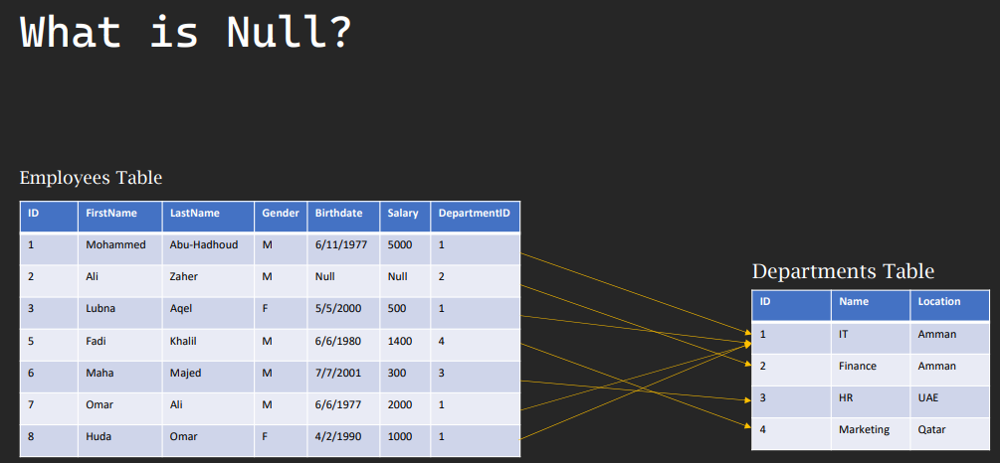 What is Null?
Employees Table
ID FirstName LastName Gender Birthdate Salary DepartmentID
1 Mohammed Abu-Hadhoud M 6/11/1977 5000 1
2 Ali Zaher M Null Null 2
3 Lubna Aqel F 5/5/2000 500 1
5 Fadi Khalil M 6/6/1980 1400 4
6 Maha Majed M 7/7/2001 300 3
7 Omar Ali M 6/6/1977 2000 1
8 Huda Omar F 4/2/1990 1000 1
Departments Table
ID Name Location
1 IT Amman
2 Finance Amman
3 HR UAE
4 Marketing Qatar